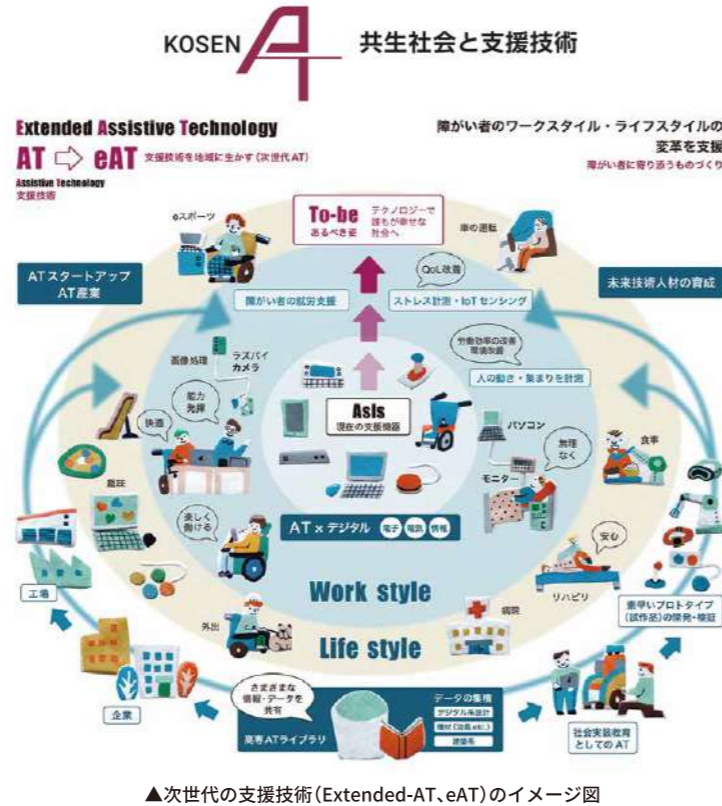 KOSEN AT 共生社会と支援技術
Extended Assistive Technology
AT ⇨ eAT 支援技術を地域に生かす(次世代AT)
Assistive Technology
支援技術
障がい者のワークスタイル・ライフスタイルの
変革を支援
障がい者に寄り添うものづくり
eスポーツ
To-be
あるべき姿
テクノロジーで
誰もが幸せな
社会へ
車の運転
ATスタートアップ
AT産業
QoL改善
未来技術人材の育成
障がい者の就労支援
ストレス計測・IoTセンシング
労働効率の改善
環境改善
人の動き・集まりを計測
画像処理
ラズパイ
カメラ
能力
発揮
快適
AsIs
現在の支援機器
パソコン
無理
なく
食事
モニター
趣味
楽しく
働ける
AT×デジタル 電子 電気 情報
安心
工場
Work style
リハビリ
素早いプロトタイプ
(試作品)の開発・検証
外出
病院
Life style
企業
さまざまな
情報・データを
共有
高専ATライブラリ
データの集積
デジタル系設計
機材(治具etc.)
建築系
社会実装教育
としてのAT
▲次世代の支援技術(Extended-AT、eAT)のイメージ図